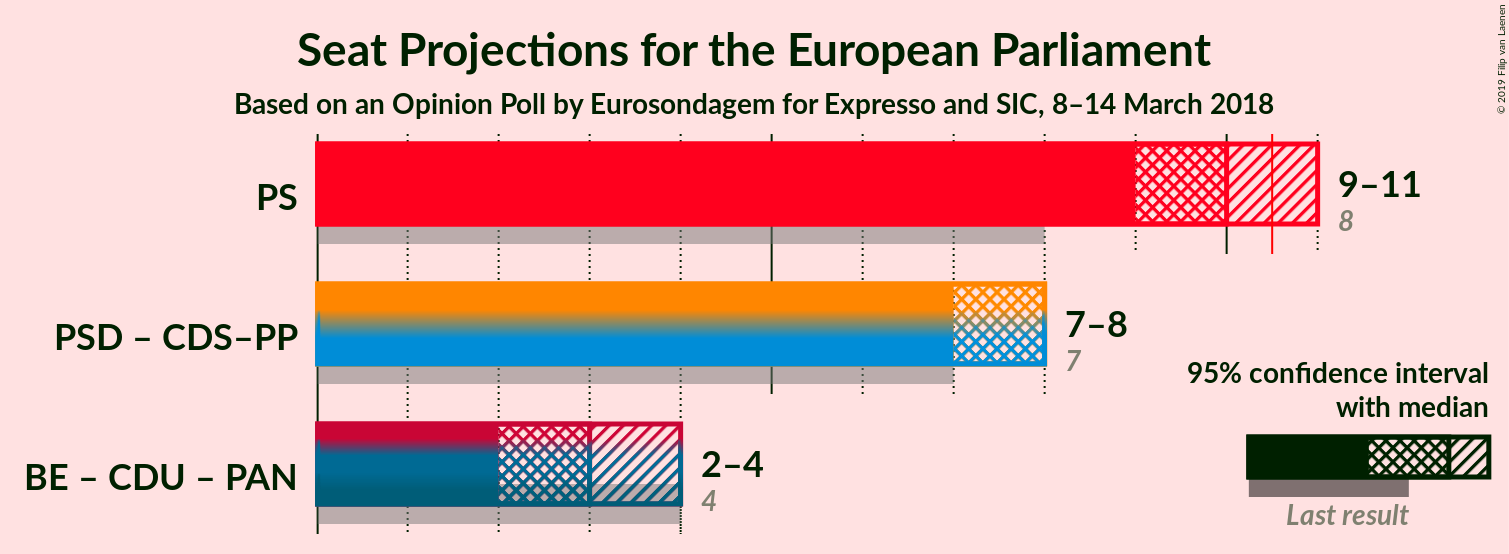 Seat Projections for the European Parliament
Based on an Opinion Poll by Eurosondagem for Expresso and SIC, 8–14 March 2018
© 2019 Filip van Laenen
PS
9–11
8
PSD – CDS–PP
7–8
7
BE – CDU – PAN
2–4
4
95% confidence interval
with median
Last result